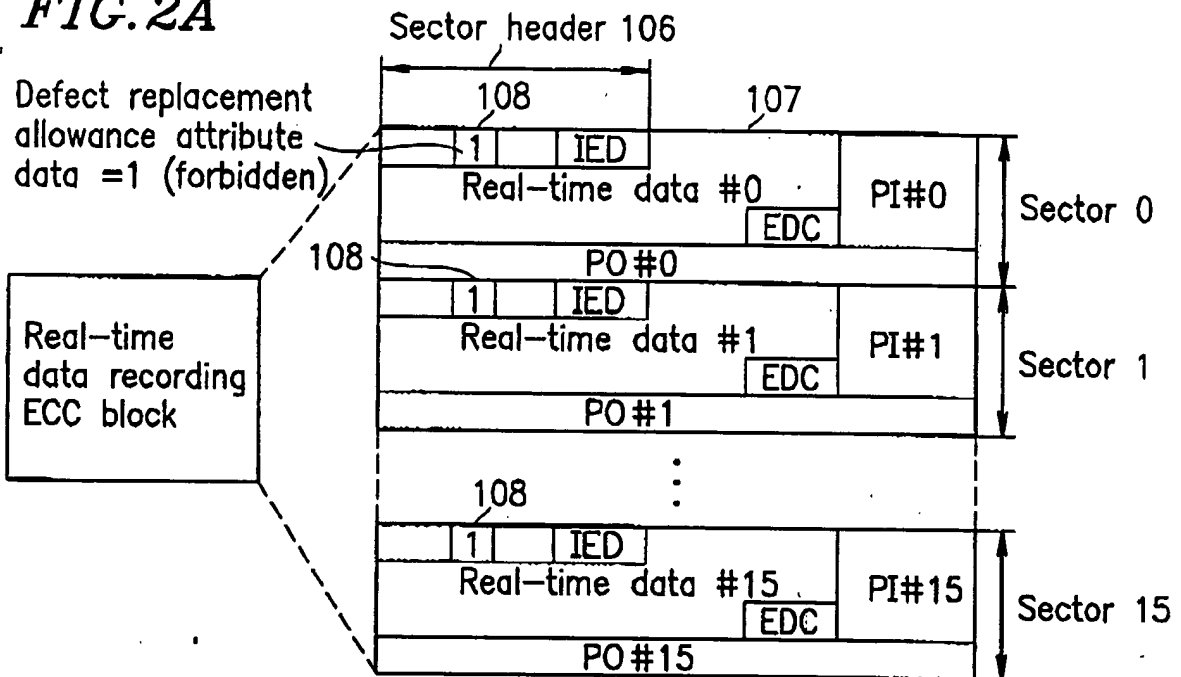 FIG. 2A
Sector header 106
Defect replacement
allowance attribute
data =1 (forbidden)
108
107
1
IED
Real-time data #0
PI#0
EDC
Sector 0
PO#0
108
1
IED
Real-time data #1
PI#1
EDC
Sector 1
PO#1
Real-time
data recording
ECC block
108
1
IED
Real-time data #15
PI#15
EDC
Sector 15
PO#15